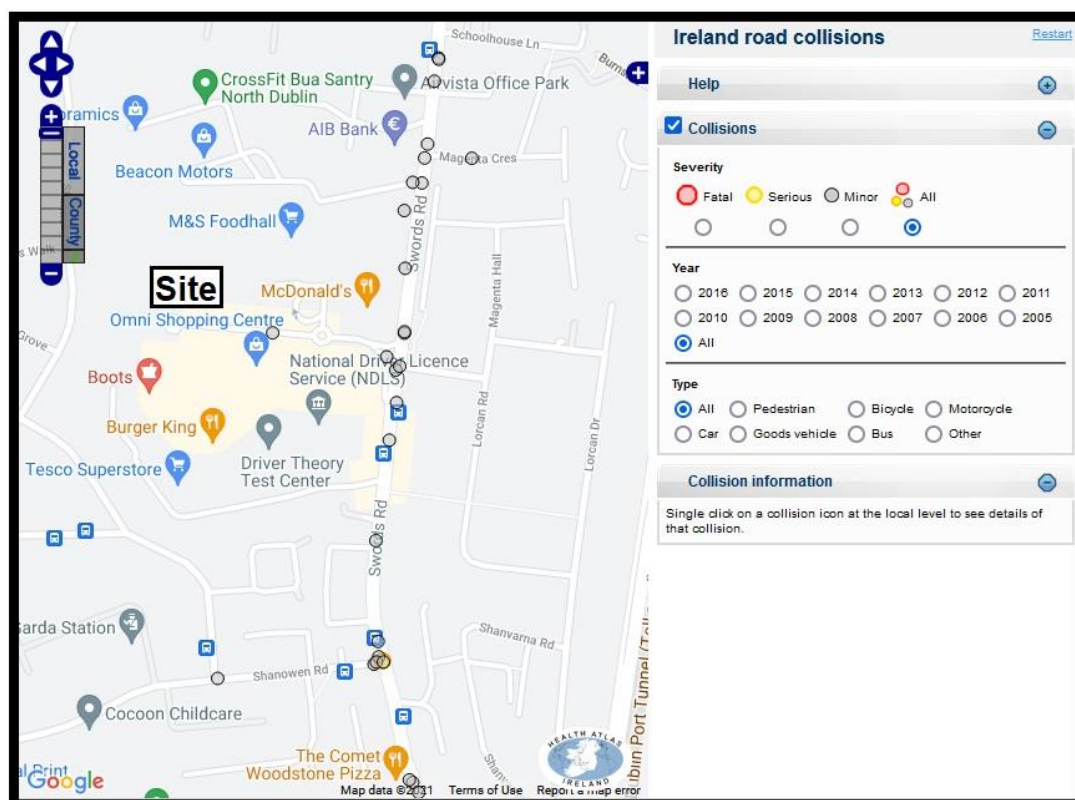 Schoolhouse Ln
CrossFit Bua Santry
North Dublin
Airvista Office Park
AIB Bank
Magenta Cres
Beacon Motors
M&S Foodhall
Swords Rd
Magenta Hall
Local
County
Site
McDonald's
Omni Shopping Centre
National Driver Licence
Service (NDLS)
Boots
Burger King
Lorcan Rd
Lorcan Dr
Tesco Superstore
Driver Theory
Test Center
Swords Rd
Garda Station
Shanvarna Rd
Shanowen Rd
Cocoon Childcare
The Comet
Woodstone Pizza
HEALTH ATLAS
IRELAND
Google
Map data ©2021 Terms of Use Report a map error
Ireland road collisions
Restart
Help
Collisions
Severity
Fatal Serious Minor All
Year
2016 2015 2014 2013 2012 2011
2010 2009 2008 2007 2006 2005
All
Type
All Pedestrian Bicycle Motorcycle
Car Goods vehicle Bus Other
Collision information
Single click on a collision icon at the local level to see details of
that collision.